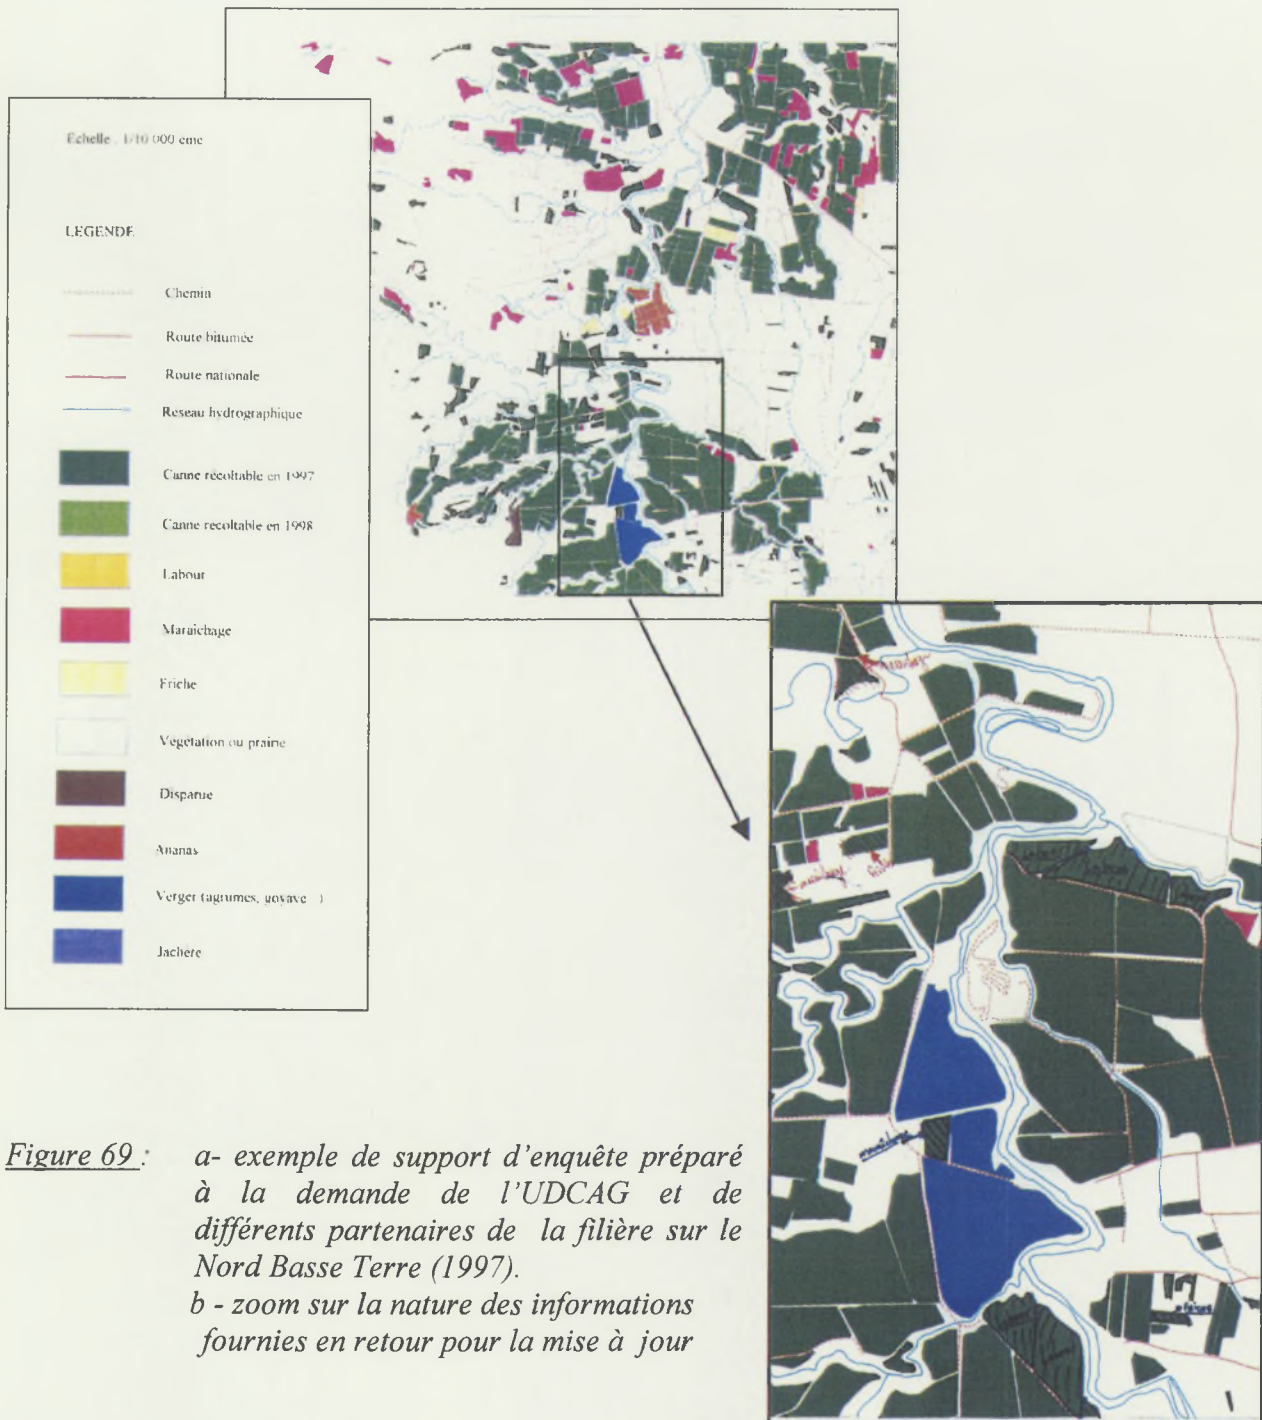 Echelle : 1/10 000 eme
LEGENDE
Chemin
Route bitumée
Route nationale
Reseau hydrographique
Canne récoltable en 1997
Canne recoltable en 1998
Labour
Maraichage
Friche
Végétation ou prairie
Disparue
Ananas
Verger (agrumes, goyave )
Jachere
Figure 69 : a- exemple de support d'enquête préparé
à la demande de l'UDCAG et de
différents partenaires de la filière sur le
Nord Basse Terre (1997).
b - zoom sur la nature des informations
fournies en retour pour la mise à jour